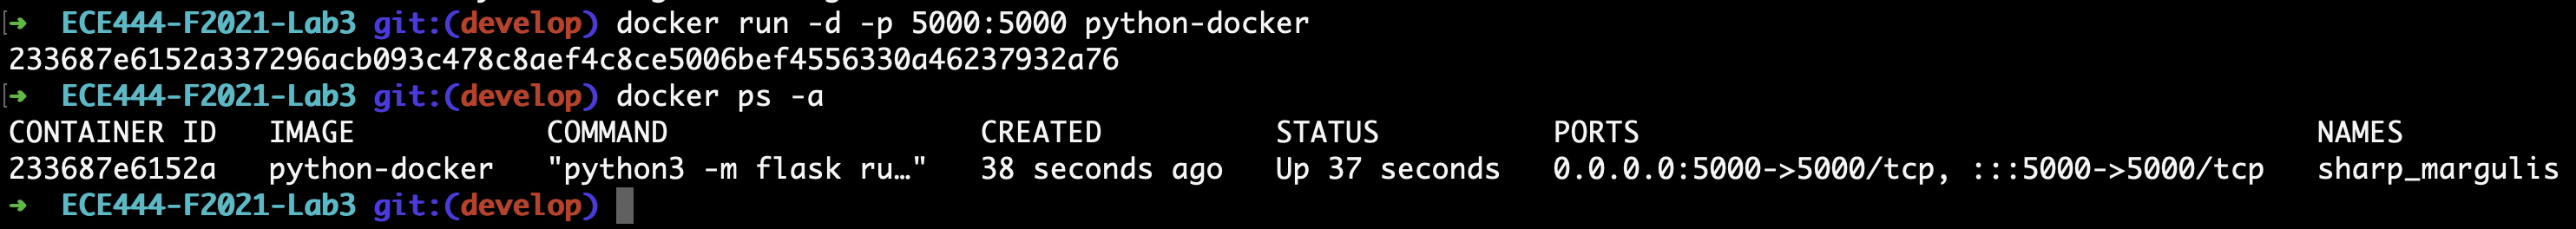 ➜  ECE444-F2021-Lab3 git:(develop) docker run -d -p 5000:5000 python-docker
233687e6152a337296acb093c478c8aef4c8ce5006bef4556330a46237932a76
➜  ECE444-F2021-Lab3 git:(develop) docker ps -a
CONTAINER ID   IMAGE           COMMAND                  CREATED          STATUS          PORTS                                       NAMES
233687e6152a   python-docker   "python3 -m flask ru…"   38 seconds ago   Up 37 seconds   0.0.0.0:5000->5000/tcp, :::5000->5000/tcp   sharp_margulis
➜  ECE444-F2021-Lab3 git:(develop)